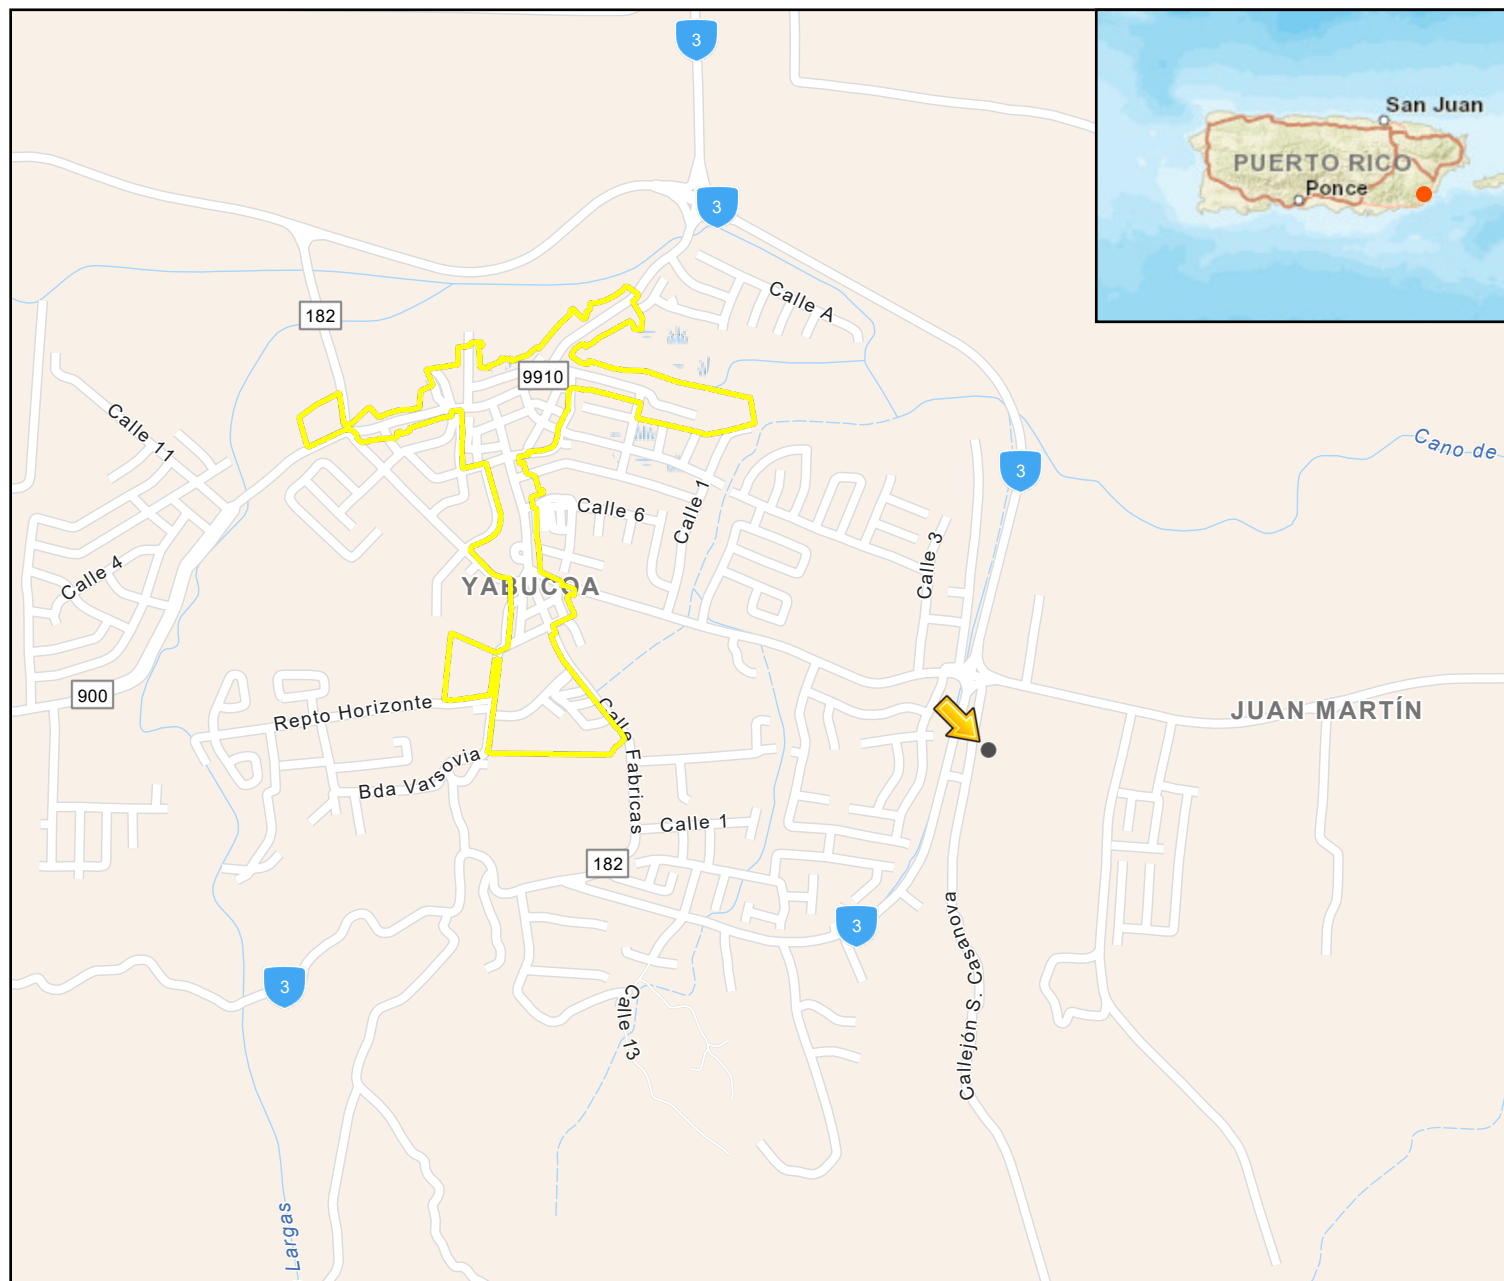 3
San Juan
PUERTO RICO
Ponce
3
Calle A
182
9910
Calle 11
Cano de
3
Calle 1
Calle 6
Calle 3
Calle 4
YABUCOA
900
Repto Horizonte
JUAN MARTÍN
Calle Fabricas
Bda Varsovia
Calle 1
182
3
Callejón S. Casanova
3
Calle 13
Largas